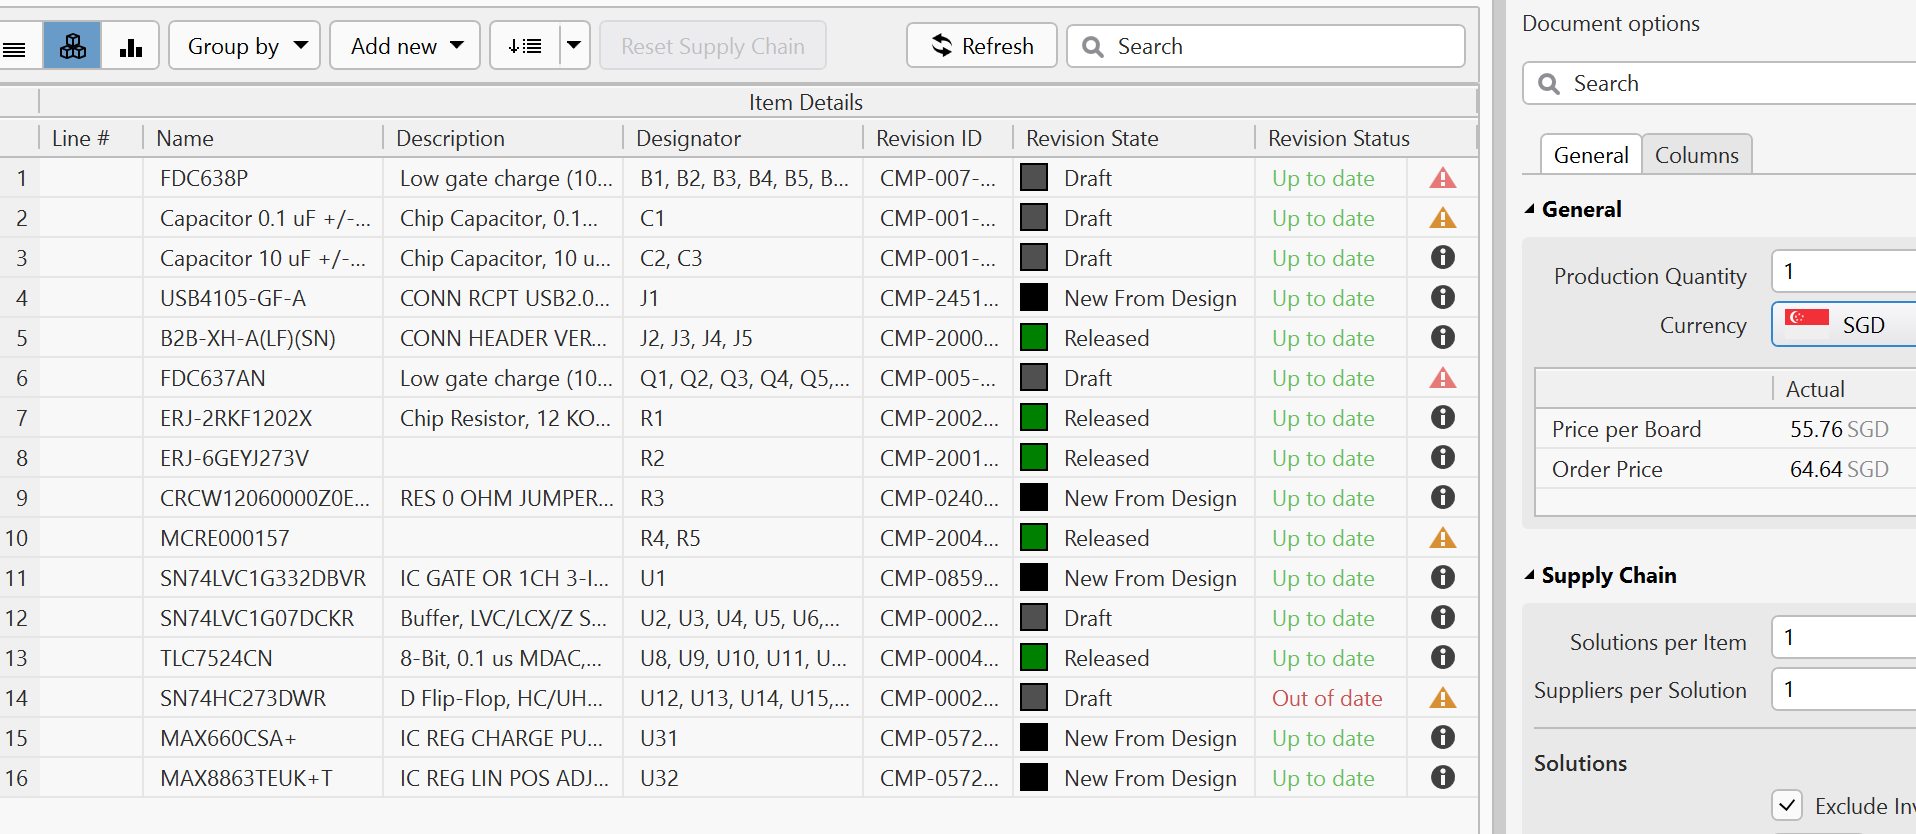 Group by
Add new
Reset Supply Chain
Refresh
Search
Item Details
Line # Name Description Designator Revision ID Revision State Revision Status
1 FDC638P Low gate charge (10... B1, B2, B3, B4, B5, B... CMP-007-... Draft Up to date
2 Capacitor 0.1 uF +/-... Chip Capacitor, 0.1... C1 CMP-001-... Draft Up to date
3 Capacitor 10 uF +/-... Chip Capacitor, 10 u... C2, C3 CMP-001-... Draft Up to date
4 USB4105-GF-A CONN RCPT USB2.0... J1 CMP-2451... New From Design Up to date
5 B2B-XH-A(LF)(SN) CONN HEADER VER... J2, J3, J4, J5 CMP-2000... Released Up to date
6 FDC637AN Low gate charge (10... Q1, Q2, Q3, Q4, Q5,... CMP-005-... Draft Up to date
7 ERJ-2RKF1202X Chip Resistor, 12 KO... R1 CMP-2002... Released Up to date
8 ERJ-6GEYJ273V R2 CMP-2001... Released Up to date
9 CRCW12060000Z0E... RES 0 OHM JUMPER... R3 CMP-0240... New From Design Up to date
10 MCRE000157 R4, R5 CMP-2004... Released Up to date
11 SN74LVC1G332DBVR IC GATE OR 1CH 3-I... U1 CMP-0859... New From Design Up to date
12 SN74LVC1G07DCKR Buffer, LVC/LCX/Z S... U2, U3, U4, U5, U6,... CMP-0002... Draft Up to date
13 TLC7524CN 8-Bit, 0.1 us MDAC,... U8, U9, U10, U11, U... CMP-0004... Released Up to date
14 SN74HC273DWR D Flip-Flop, HC/UH... U12, U13, U14, U15,... CMP-0002... Draft Out of date
15 MAX660CSA+ IC REG CHARGE PU... U31 CMP-0572... New From Design Up to date
16 MAX8863TEUK+T IC REG LIN POS ADJ... U32 CMP-0572... New From Design Up to date
Document options
Search
General Columns
General
Production Quantity 1
Currency SGD
Actual
Price per Board 55.76 SGD
Order Price 64.64 SGD
Supply Chain
Solutions per Item 1
Suppliers per Solution 1
Solutions
Exclude